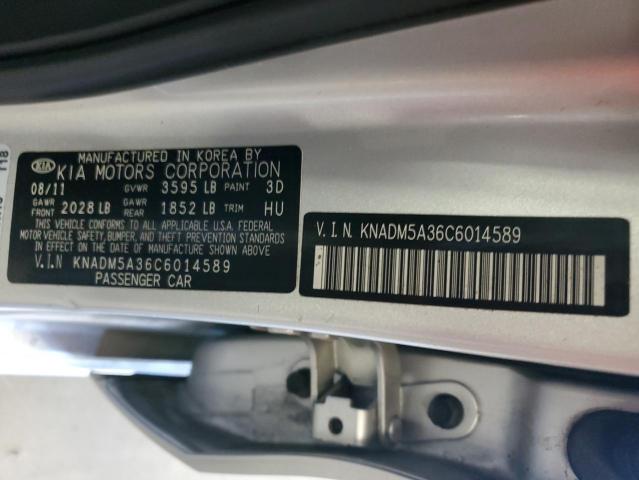 KIA
MANUFACTURED IN KOREA BY
KIA MOTORS CORPORATION
08/11 GVWR 3595 LB PAINT 3D
GAWR FRONT 2028 LB GAWR REAR 1852 LB TRIM HU
THIS VEHICLE CONFORMS TO ALL APPLICABLE U.S.A. FEDERAL
MOTOR VEHICLE SAFETY, BUMPER, AND THEFT PREVENTION STANDARDS
IN EFFECT ON THE DATE OF MANUFACTURE SHOWN ABOVE
V.I.N KNADM5A36C6014589
PASSENGER CAR
V.I.N. KNADM5A36C6014589